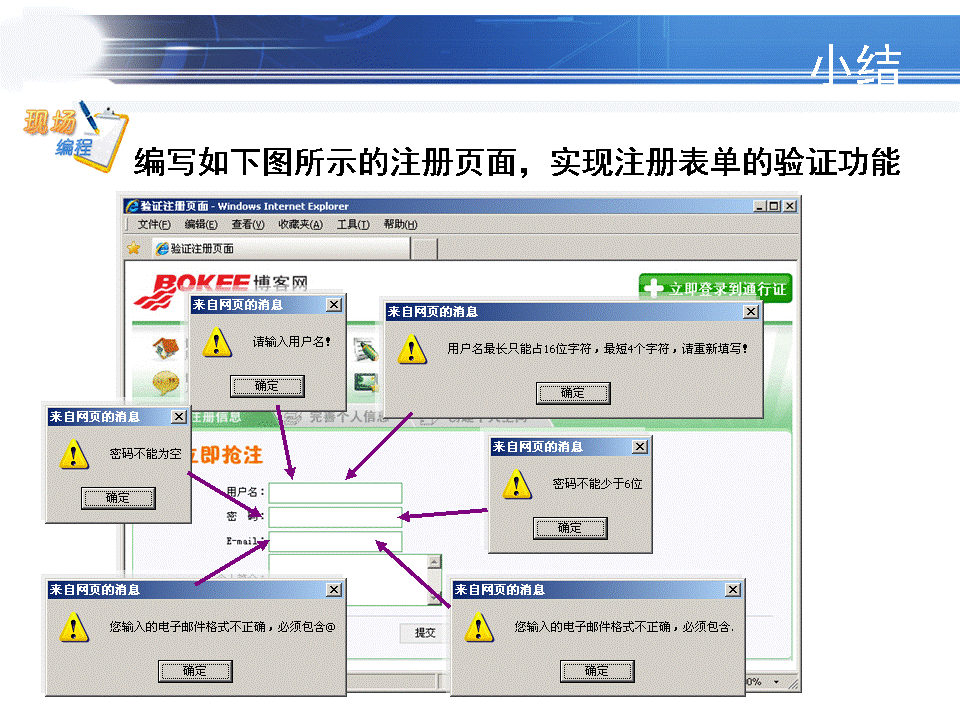 小结
现场
编程
编写如下图所示的注册页面，实现注册表单的验证功能
验证注册页面 - Windows Internet Explorer
文件(F) 编辑(E) 查看(V) 收藏夹(A) 工具(T) 帮助(H)
验证注册页面
BOKEE 博客网
立即登录到通行证
来自网页的消息
请输入用户名!
确定
来自网页的消息
用户名最长只能占16位字符，最短4个字符，请重新填写!
确定
注册信息
完善个人信息
来自网页的消息
密码不能为空
确定
立即抢注
来自网页的消息
密码不能少于6位
确定
用户名：
密 码：
E-mail：
来自网页的消息
您输入的电子邮件格式不正确，必须包含@
确定
提交
来自网页的消息
您输入的电子邮件格式不正确，必须包含.
确定
0%